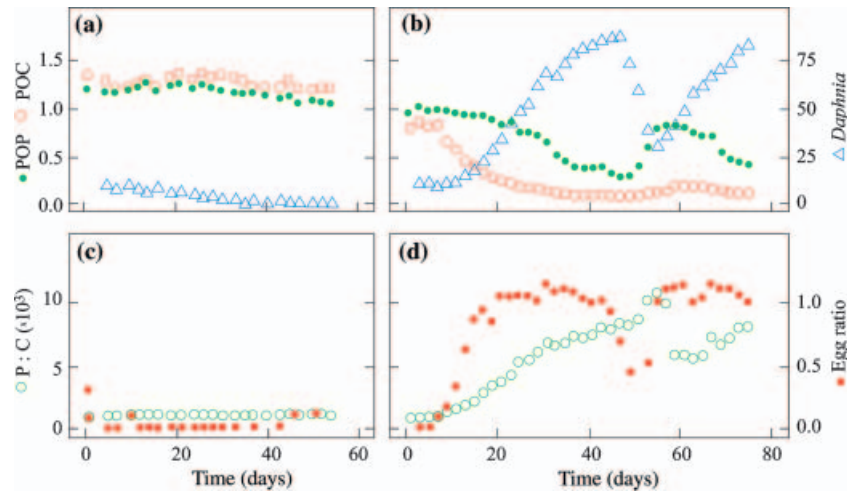 (a)
(b)
1.5
1.0
0.5
0.0
POP POC
75
50
25
0
Daphnia
(c)
(d)
10
5
0
P : C (‹10³)
1.0
0.5
0.0
Egg ratio
0
20
40
60
0
20
40
60
80
Time (days)
Time (days)